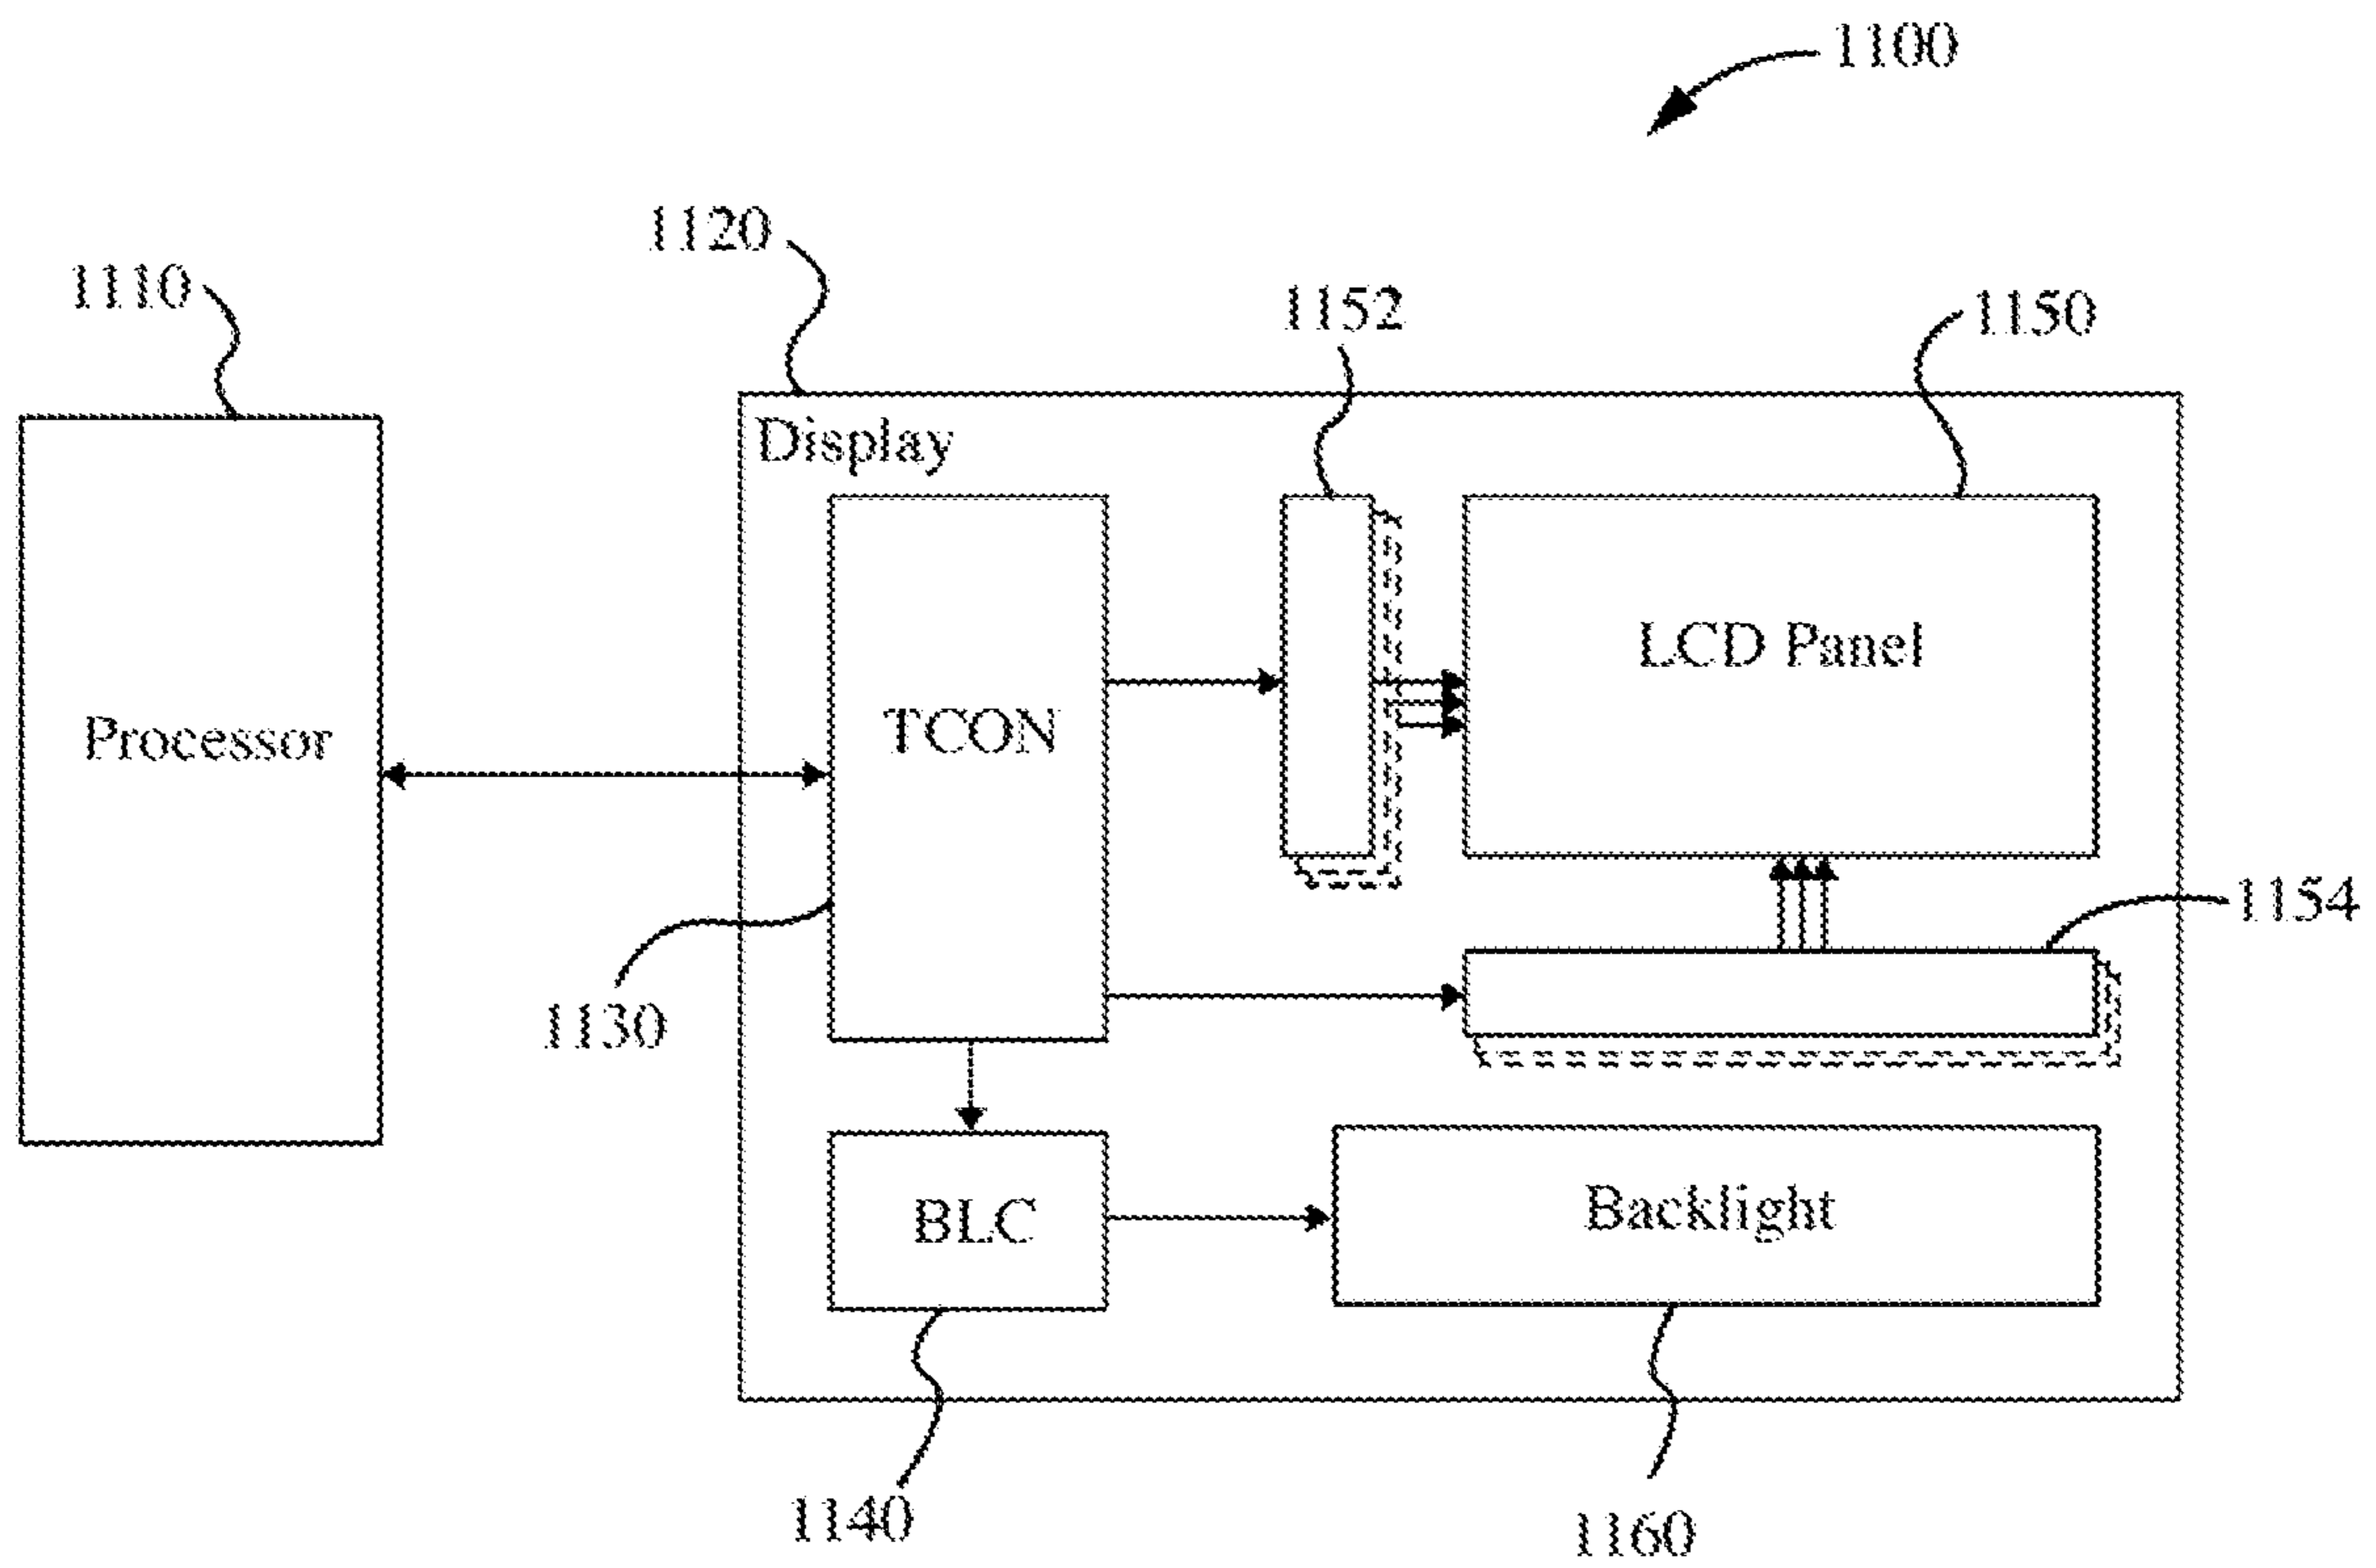 1100
1120
1110
1152
1150
Display
LCD Panel
TCON
Processor
1154
1130
BLC
Backlight
1140
1160